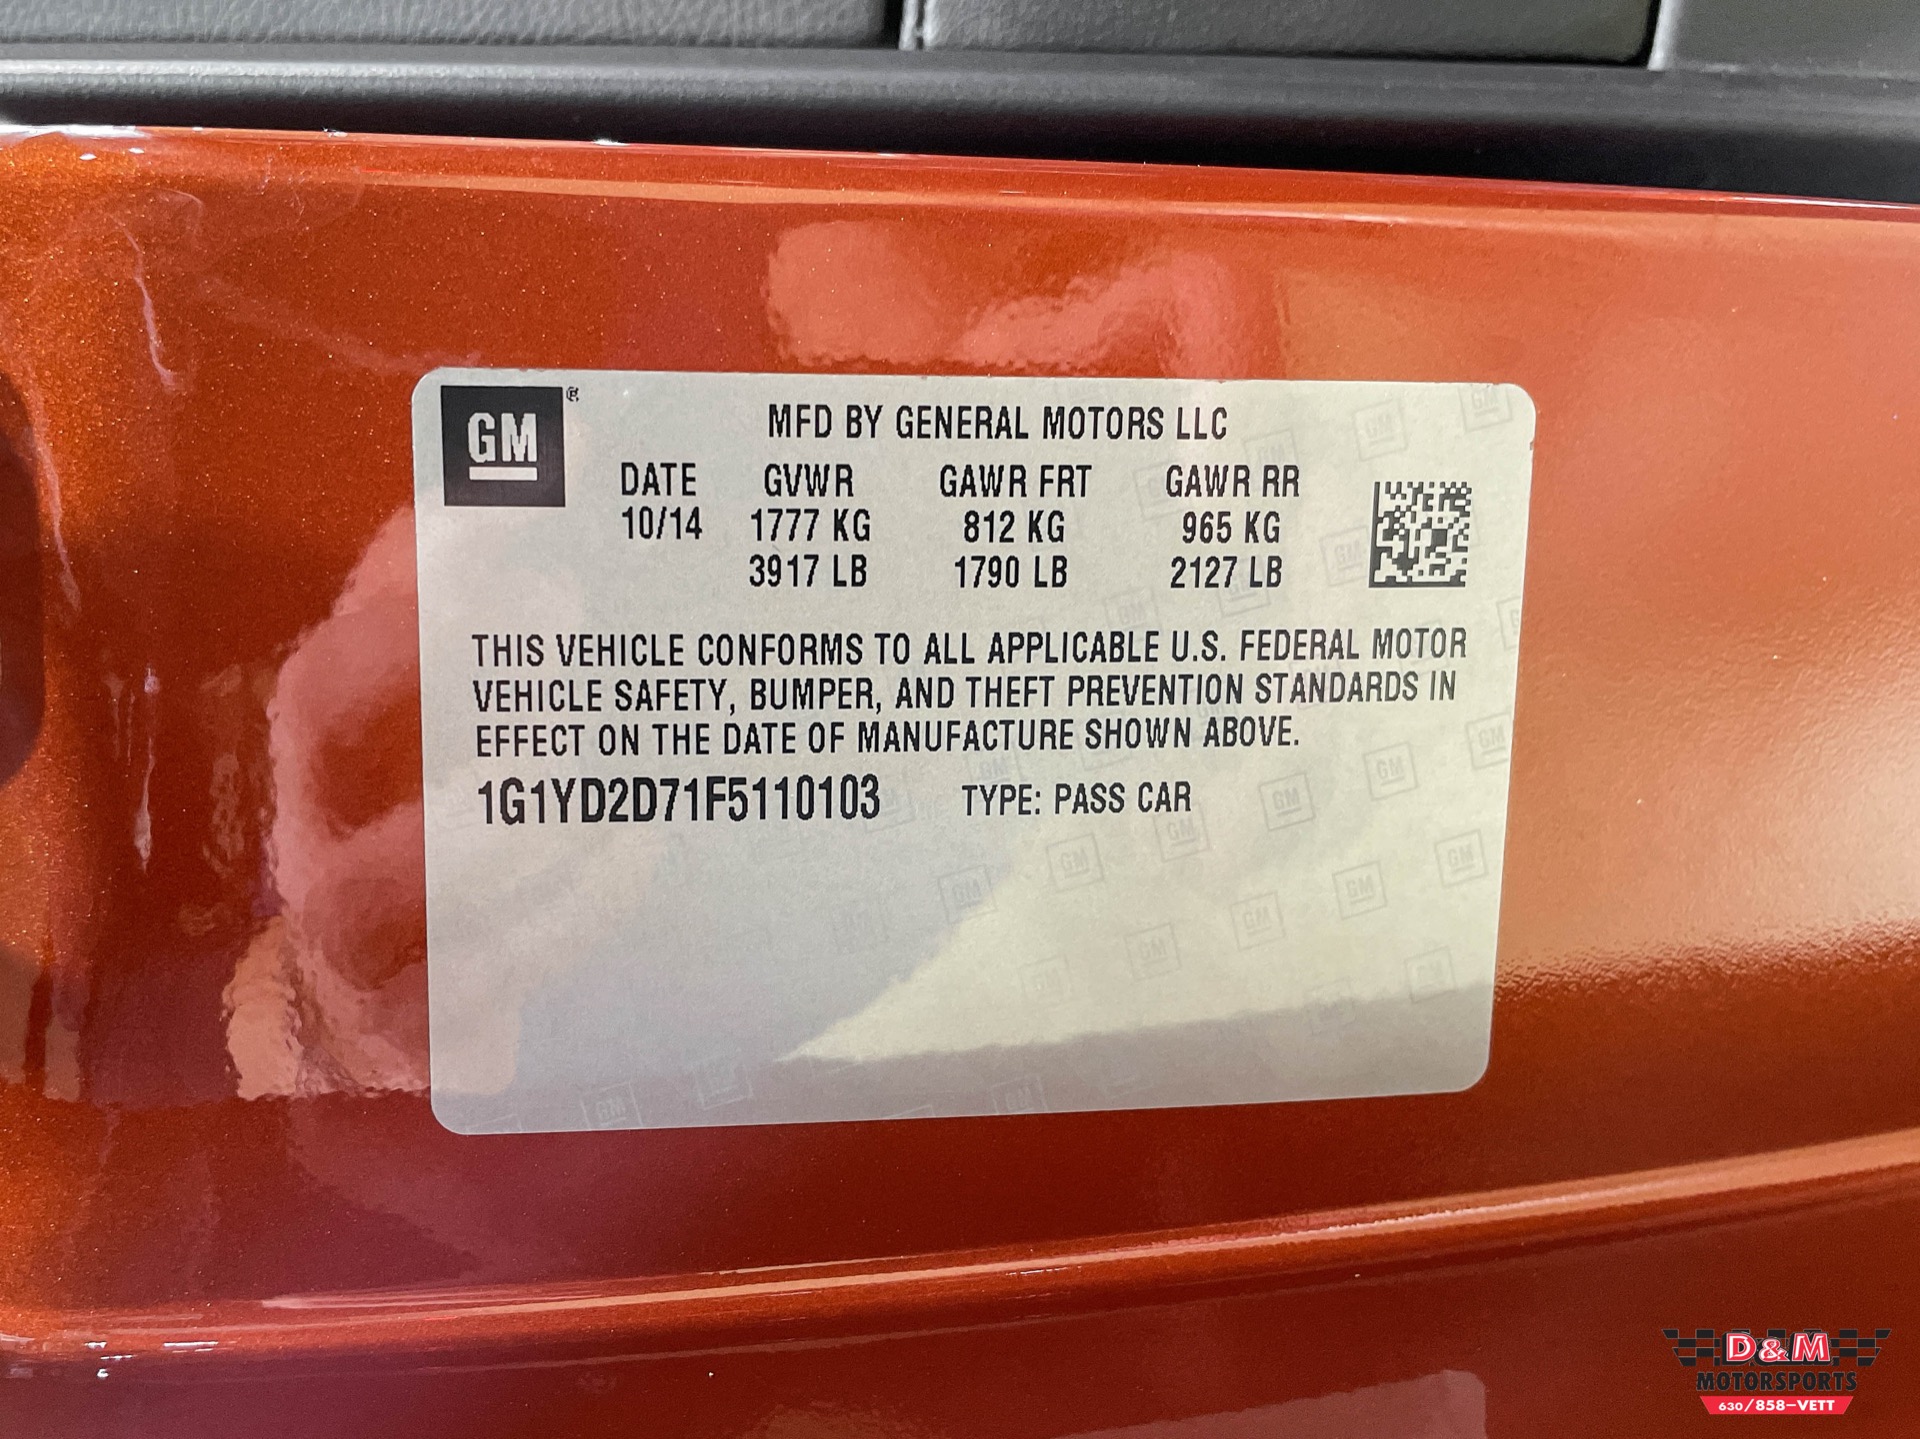 GM®
MFD BY GENERAL MOTORS LLC
DATE GVWR GAWR FRT GAWR RR
10/14 1777 KG 812 KG 965 KG
3917 LB 1790 LB 2127 LB
THIS VEHICLE CONFORMS TO ALL APPLICABLE U.S. FEDERAL MOTOR
VEHICLE SAFETY, BUMPER, AND THEFT PREVENTION STANDARDS IN
EFFECT ON THE DATE OF MANUFACTURE SHOWN ABOVE.
1G1YD2D71F5110103 TYPE: PASS CAR
D&M
MOTORSPORTS
630/858-VETT